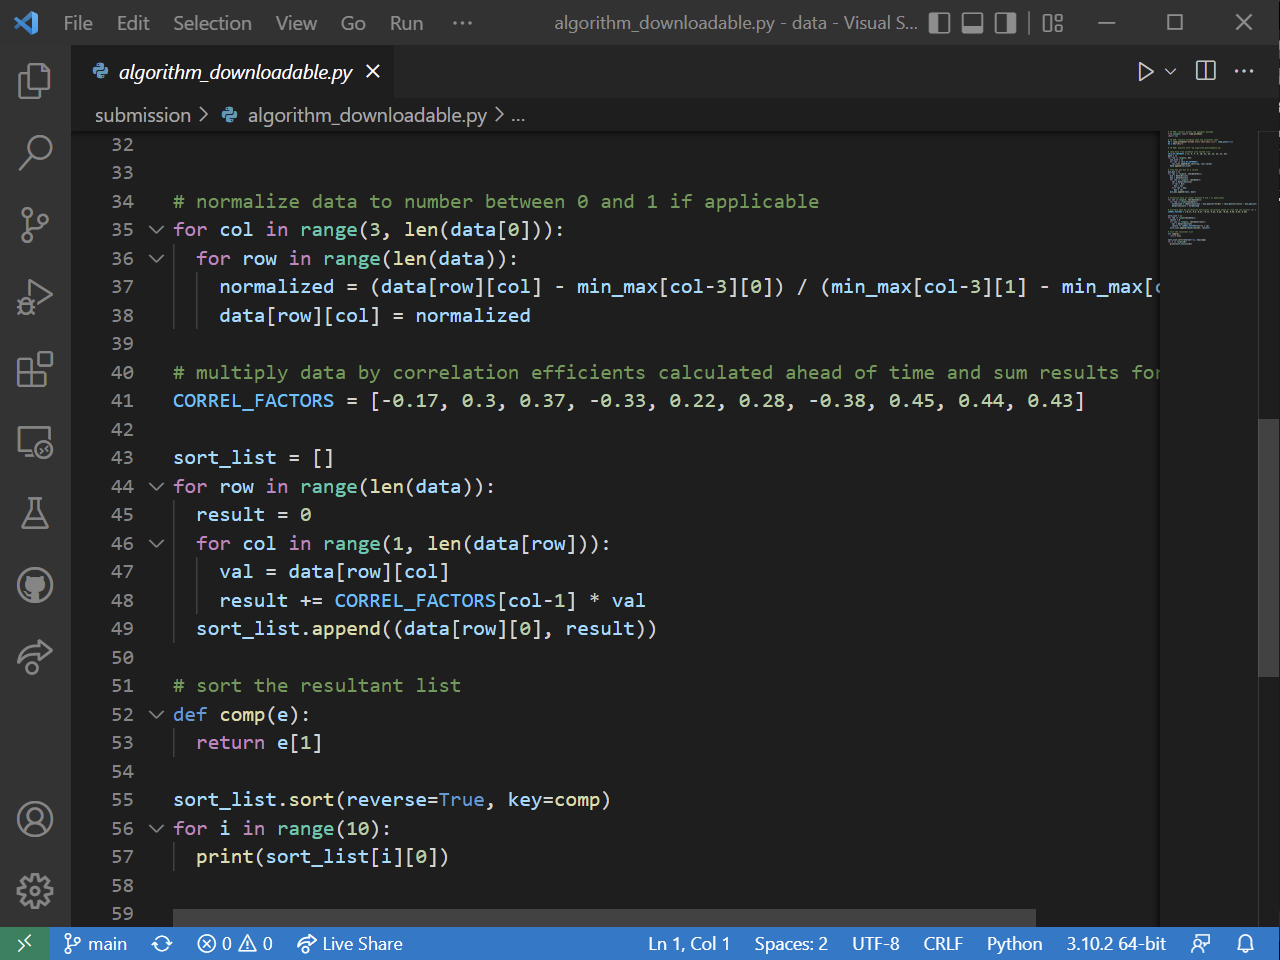 File Edit Selection View Go Run ··· algorithm_downloadable.py - data - Visual S...
algorithm_downloadable.py
submission > algorithm_downloadable.py > ...
32
33
34 # normalize data to number between 0 and 1 if applicable
35 for col in range(3, len(data[0])):
36 for row in range(len(data)):
37 normalized = (data[row][col] - min_max[col-3][0]) / (min_max[col-3][1] - min_max[c
38 data[row][col] = normalized
39
40 # multiply data by correlation efficients calculated ahead of time and sum results for
41 CORREL_FACTORS = [-0.17, 0.3, 0.37, -0.33, 0.22, 0.28, -0.38, 0.45, 0.44, 0.43]
42
43 sort_list = []
44 for row in range(len(data)):
45 result = 0
46 for col in range(1, len(data[row])):
47 val = data[row][col]
48 result += CORREL_FACTORS[col-1] * val
49 sort_list.append((data[row][0], result))
50
51 # sort the resultant list
52 def comp(e):
53 return e[1]
54
55 sort_list.sort(reverse=True, key=comp)
56 for i in range(10):
57 print(sort_list[i][0])
58
59
main 0 0 Live Share Ln 1, Col 1 Spaces: 2 UTF-8 CRLF Python 3.10.2 64-bit